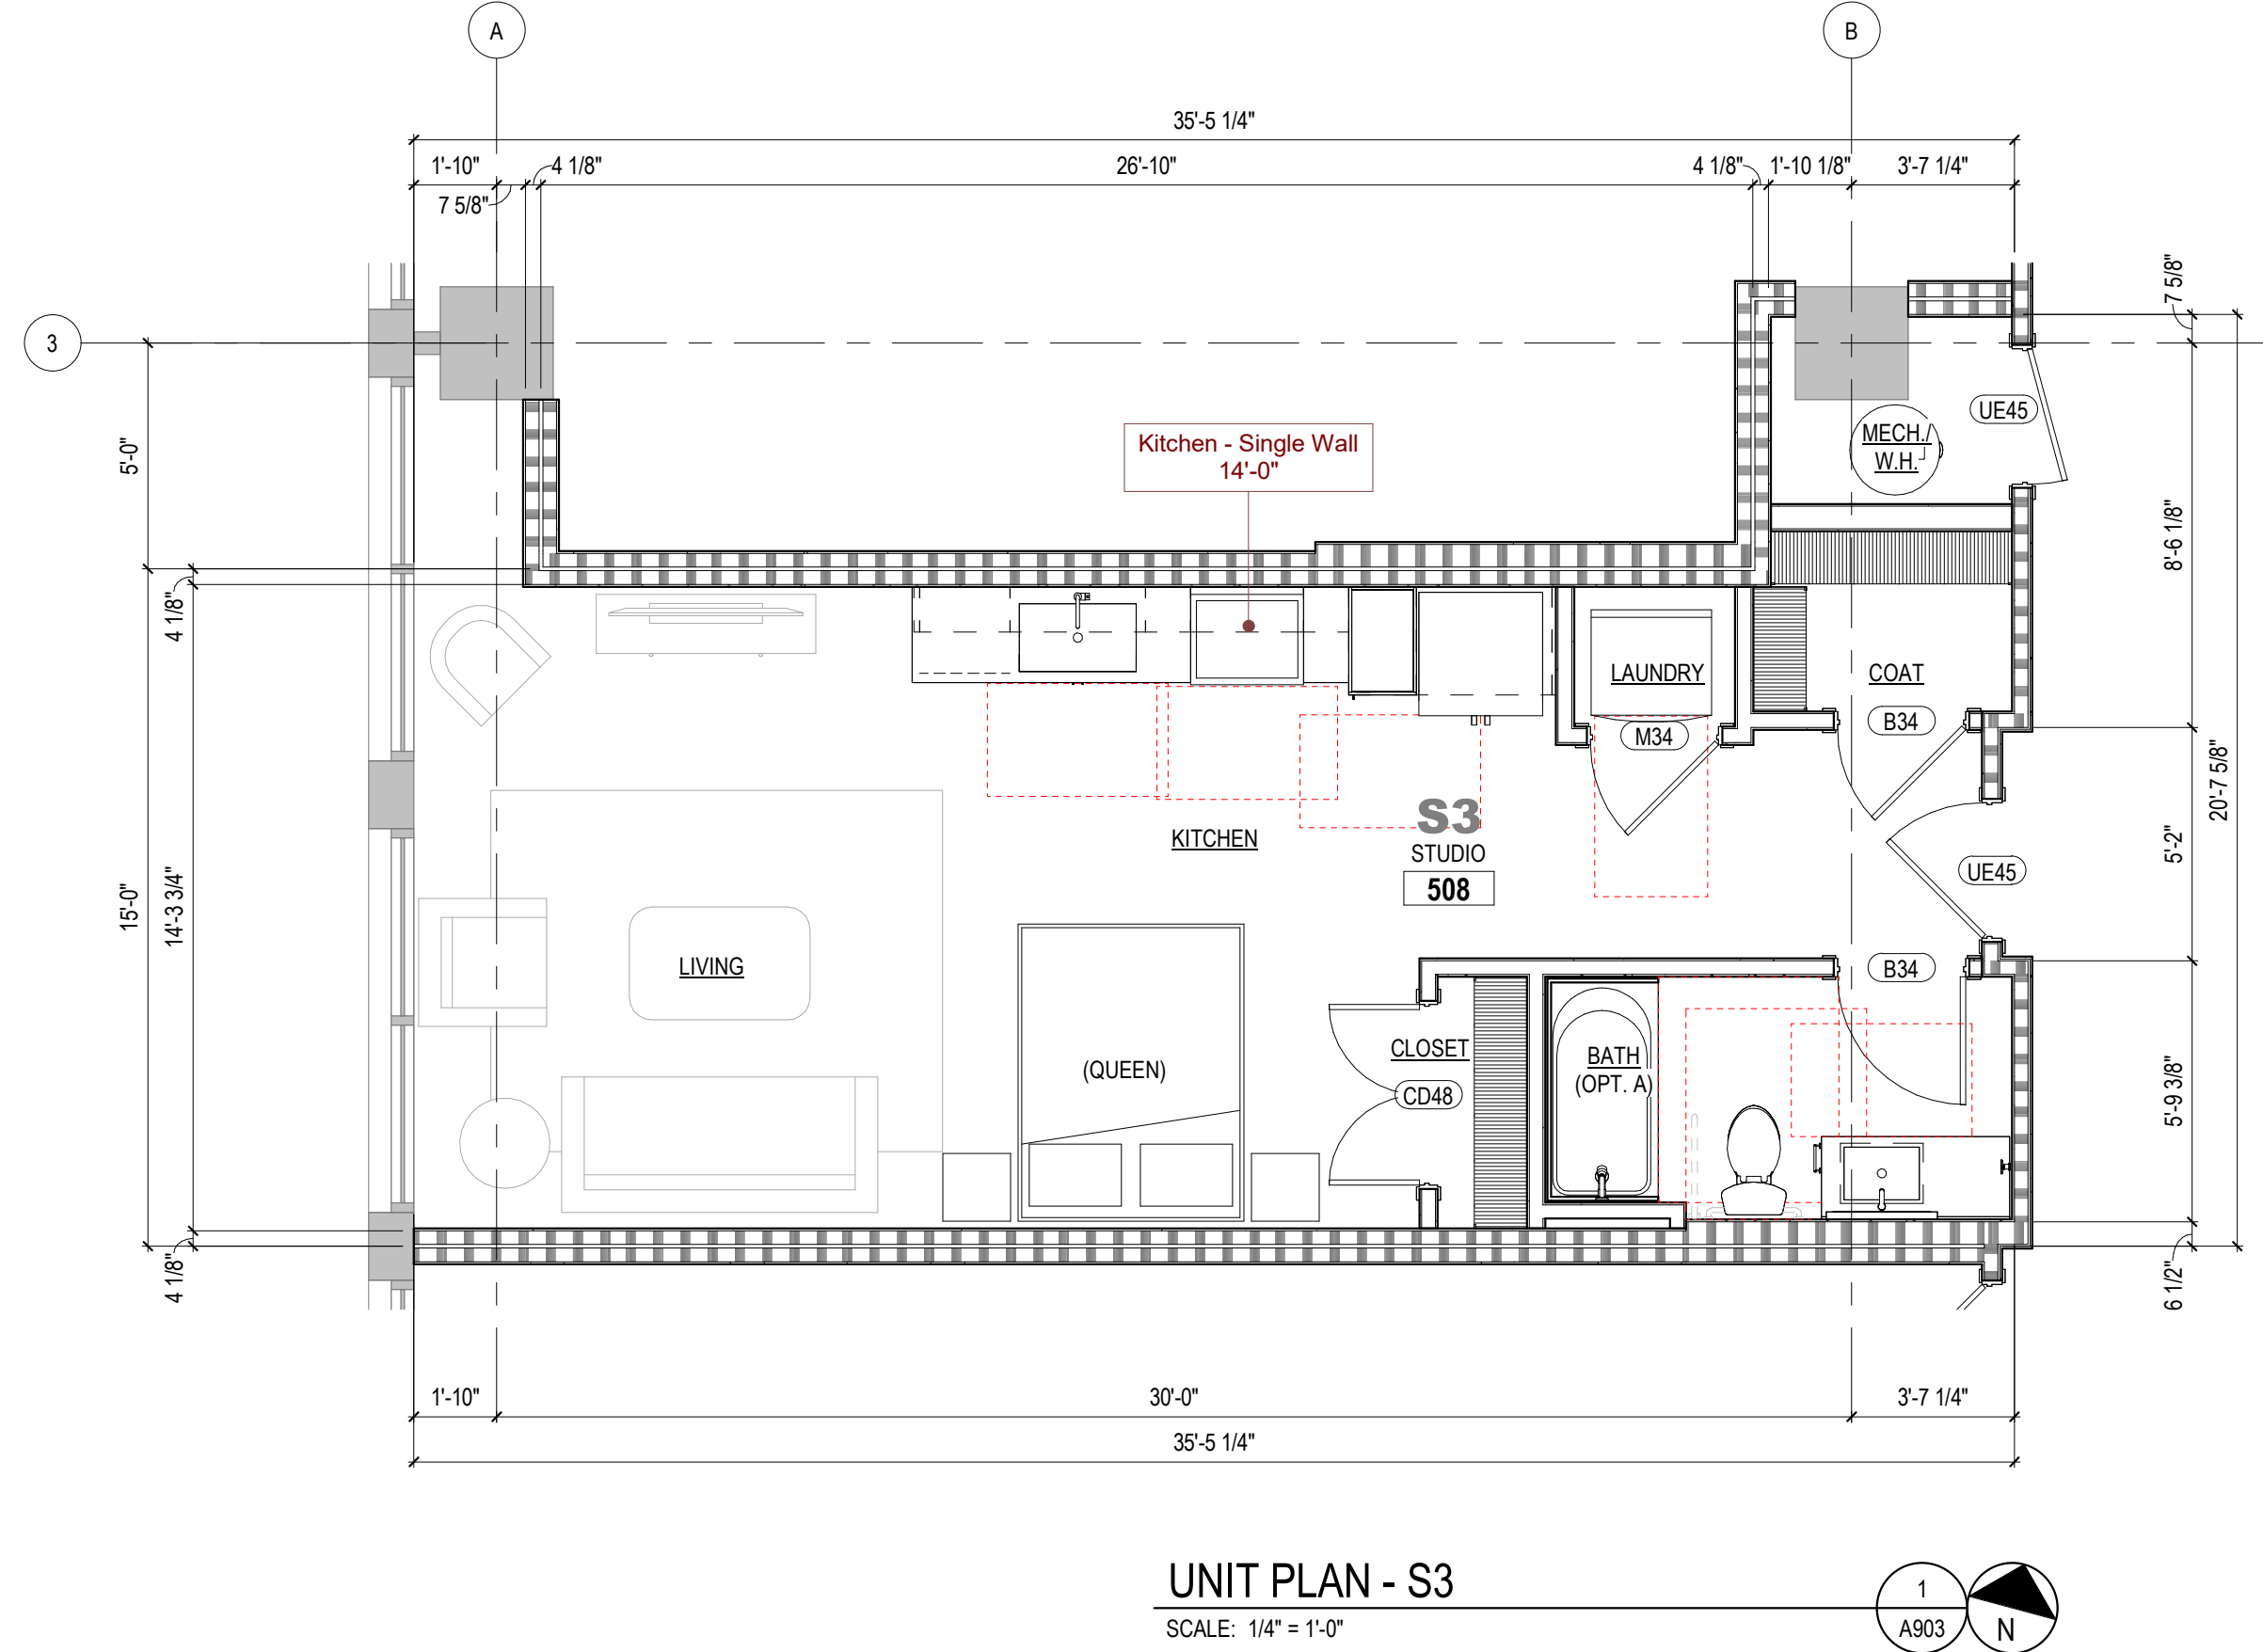 A
B
35'-5 1/4"
1'-10"
4 1/8"
26'-10"
4 1/8"
1'-10 1/8"
3'-7 1/4"
7 5/8"
3
7 5/8"
Kitchen - Single Wall
14'-0"
UE45
MECH./
W.H.
5'-0"
8'-6 1/8"
4 1/8"
LAUNDRY
COAT
M34
B34
20'-7 5/8"
S3
STUDIO
508
KITCHEN
5'-2"
UE45
15'-0"
14'-3 3/4"
LIVING
B34
(QUEEN)
CLOSET
CD48
BATH
(OPT. A)
5'-9 3/8"
4 1/8"
6 1/2"
1'-10"
30'-0"
3'-7 1/4"
35'-5 1/4"
UNIT PLAN - S3
SCALE: 1/4" = 1'-0"
1
A903
N